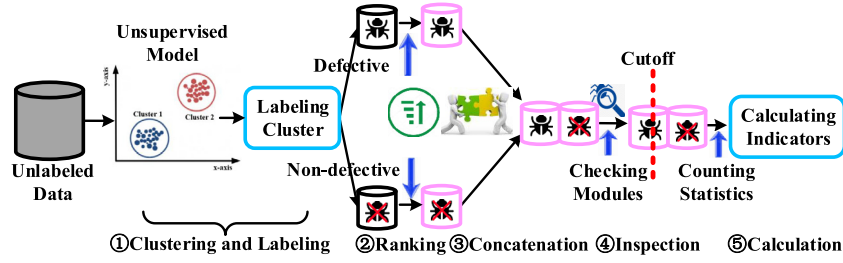 Unsupervised
Model
y-axis
Cluster 1
Cluster 2
x-axis
Unlabeled
Data
Labeling
Cluster
Defective
Non-defective
Cutoff
Checking
Modules
Counting
Statistics
Calculating
Indicators
①Clustering and Labeling
②Ranking
③Concatenation
④Inspection
⑤Calculation